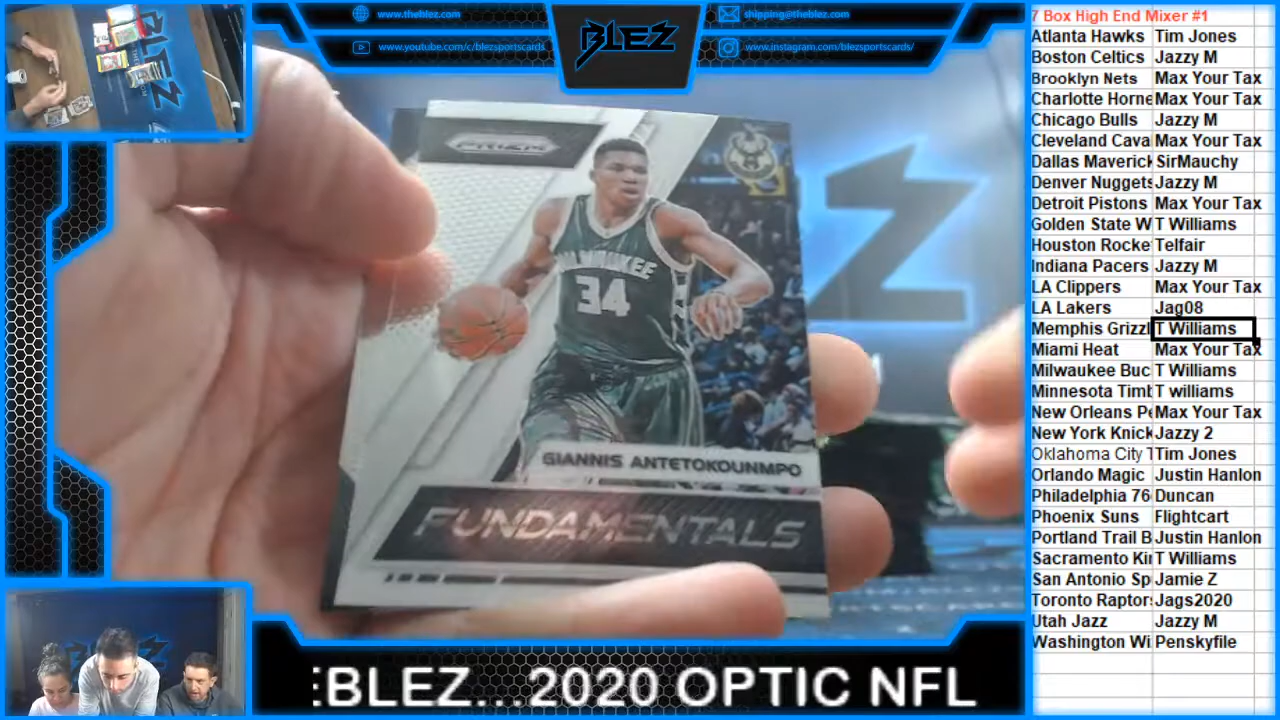 www.theblez.com
shipping@theblez.com
www.youtube.com/c/blezsportscards
www.instagram.com/blezsportscards/
BLEZ
PRIZM
MILWAUKEE
34
GIANNIS ANTETOKOUNMPO
FUNDAMENTALS
EBLEZ...2020 OPTIC NFL
7 Box High End Mixer #1
Atlanta Hawks Tim Jones
Boston Celtics Jazzy M
Brooklyn Nets Max Your Tax
Charlotte Horne Max Your Tax
Chicago Bulls Jazzy M
Cleveland Cava Max Your Tax
Dallas Maverick SirMauchy
Denver Nuggets Jazzy M
Detroit Pistons Max Your Tax
Golden State W T Williams
Houston Rocke Telfair
Indiana Pacers Jazzy M
LA Clippers Max Your Tax
LA Lakers Jag08
Memphis Grizzl T Williams
Miami Heat Max Your Tax
Milwaukee Buc T Williams
Minnesota Timb T williams
New Orleans Pe Max Your Tax
New York Knick Jazzy 2
Oklahoma City T Tim Jones
Orlando Magic Justin Hanlon
Philadelphia 76 Duncan
Phoenix Suns Flightcart
Portland Trail B Justin Hanlon
Sacramento Kin T Williams
San Antonio Sp Jamie Z
Toronto Raptors Jags2020
Utah Jazz Jazzy M
Washington Wi Penskyfile